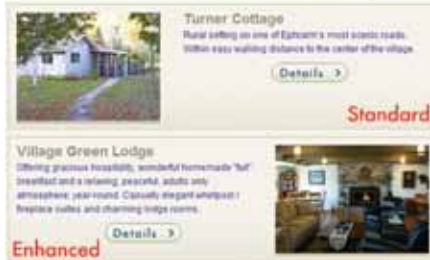 Turner Cottage
Rural setting on one of Ephraim's most scenic roads.
Within easy walking distance to the center of the village.
Details >
Standard
Village Green Lodge
Offering gracious hospitality, wonderful homemade "full"
breakfast and a relaxing, peaceful, adults only
atmosphere, year-round. Casually elegant whirlpool /
fireplace suites and charming lodge rooms.
Details >
Enhanced